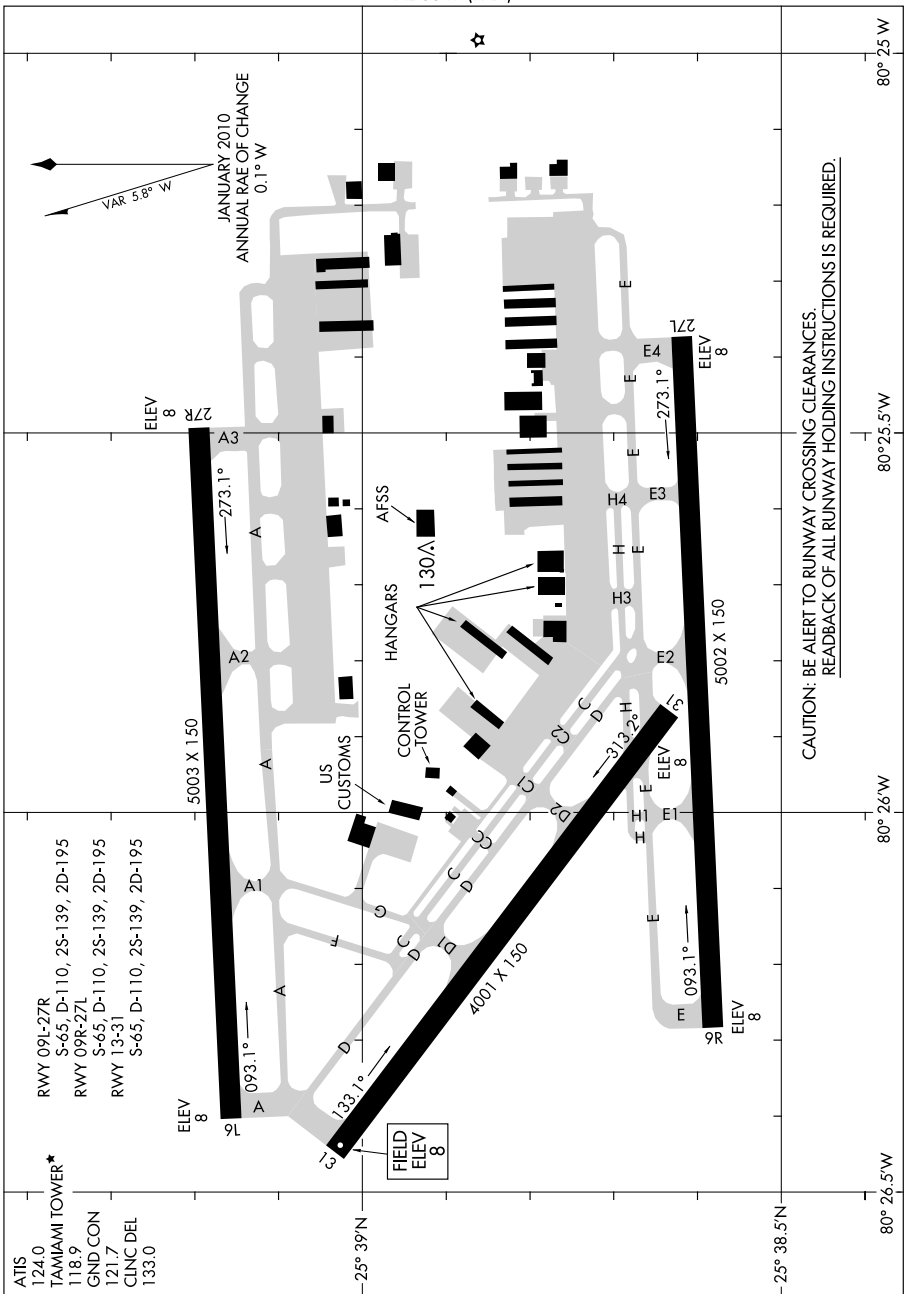 ATIS
124.0
TAMIAMI TOWER★
118.9
GND CON
121.7
CLNC DEL
133.0
RWY 09L-27R
S-65, D-110, 2S-139, 2D-195
RWY 09R-27L
S-65, D-110, 2S-139, 2D-195
RWY 13-31
S-65, D-110, 2S-139, 2D-195
VAR 5.8° W
JANUARY 2010
ANNUAL RAE OF CHANGE
0.1° W
ELEV
8
9L
093.1°
A
5003 X 150
ELEV
8
27R
273.1°
A
A1
A
A2
A
A3
F
G
13
133.1°
FIELD
ELEV
8
D
C
D
D1
C
D
CC
C1
D2
C2
C
D
4001 X 150
313.2°
31
ELEV
8
US
CUSTOMS
CONTROL
TOWER
HANGARS
AFSS
130
H
H1
H
H3
H
H4
E
E
E1
E
E2
E
E
E3
E
E4
E
9R
ELEV
8
093.1°
5002 X 150
273.1°
27L
ELEV
8
25° 39'N
25° 38.5'N
80° 26.5'W
80° 26'W
80° 25.5'W
80° 25'W
CAUTION: BE ALERT TO RUNWAY CROSSING CLEARANCES.
READBACK OF ALL RUNWAY HOLDING INSTRUCTIONS IS REQUIRED.